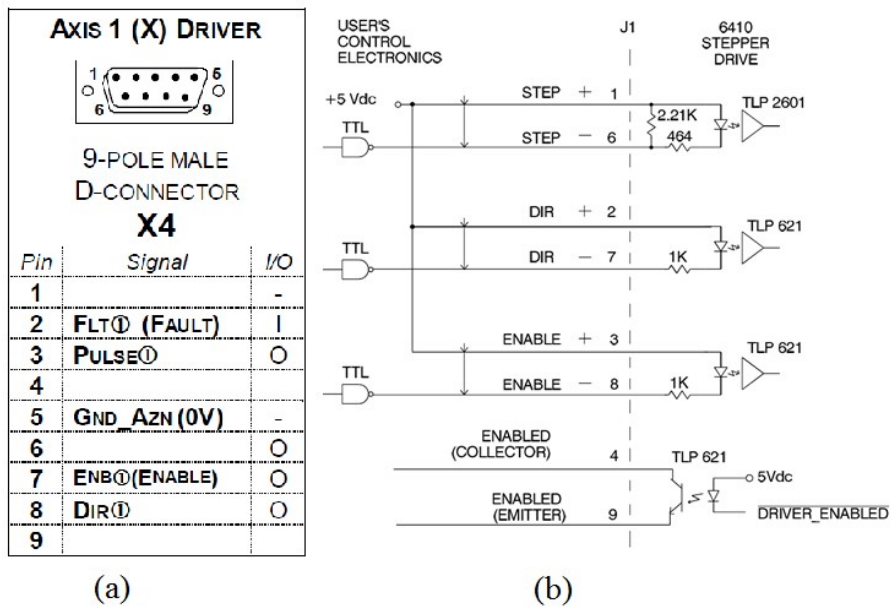 AXIS 1 (X) DRIVER
1 5
6 9
9-POLE MALE
D-CONNECTOR
X4
Pin Signal I/O
1 -
2 FLT① (FAULT) I
3 PULSE① O
4
5 GND_AZN (0V) -
6 O
7 ENB①(ENABLE) O
8 DIR① O
9
(a)
USER'S
CONTROL
ELECTRONICS
J1
6410
STEPPER
DRIVE
+5 Vdc
STEP + 1
TLP 2601
2.21K
TTL
STEP – 6
464
DIR + 2
TLP 621
TTL
DIR – 7
1K
ENABLE + 3
TLP 621
TTL
ENABLE – 8
1K
ENABLED
(COLLECTOR)
4
TLP 621
5Vdc
ENABLED
(EMITTER)
9
DRIVER_ENABLED
(b)